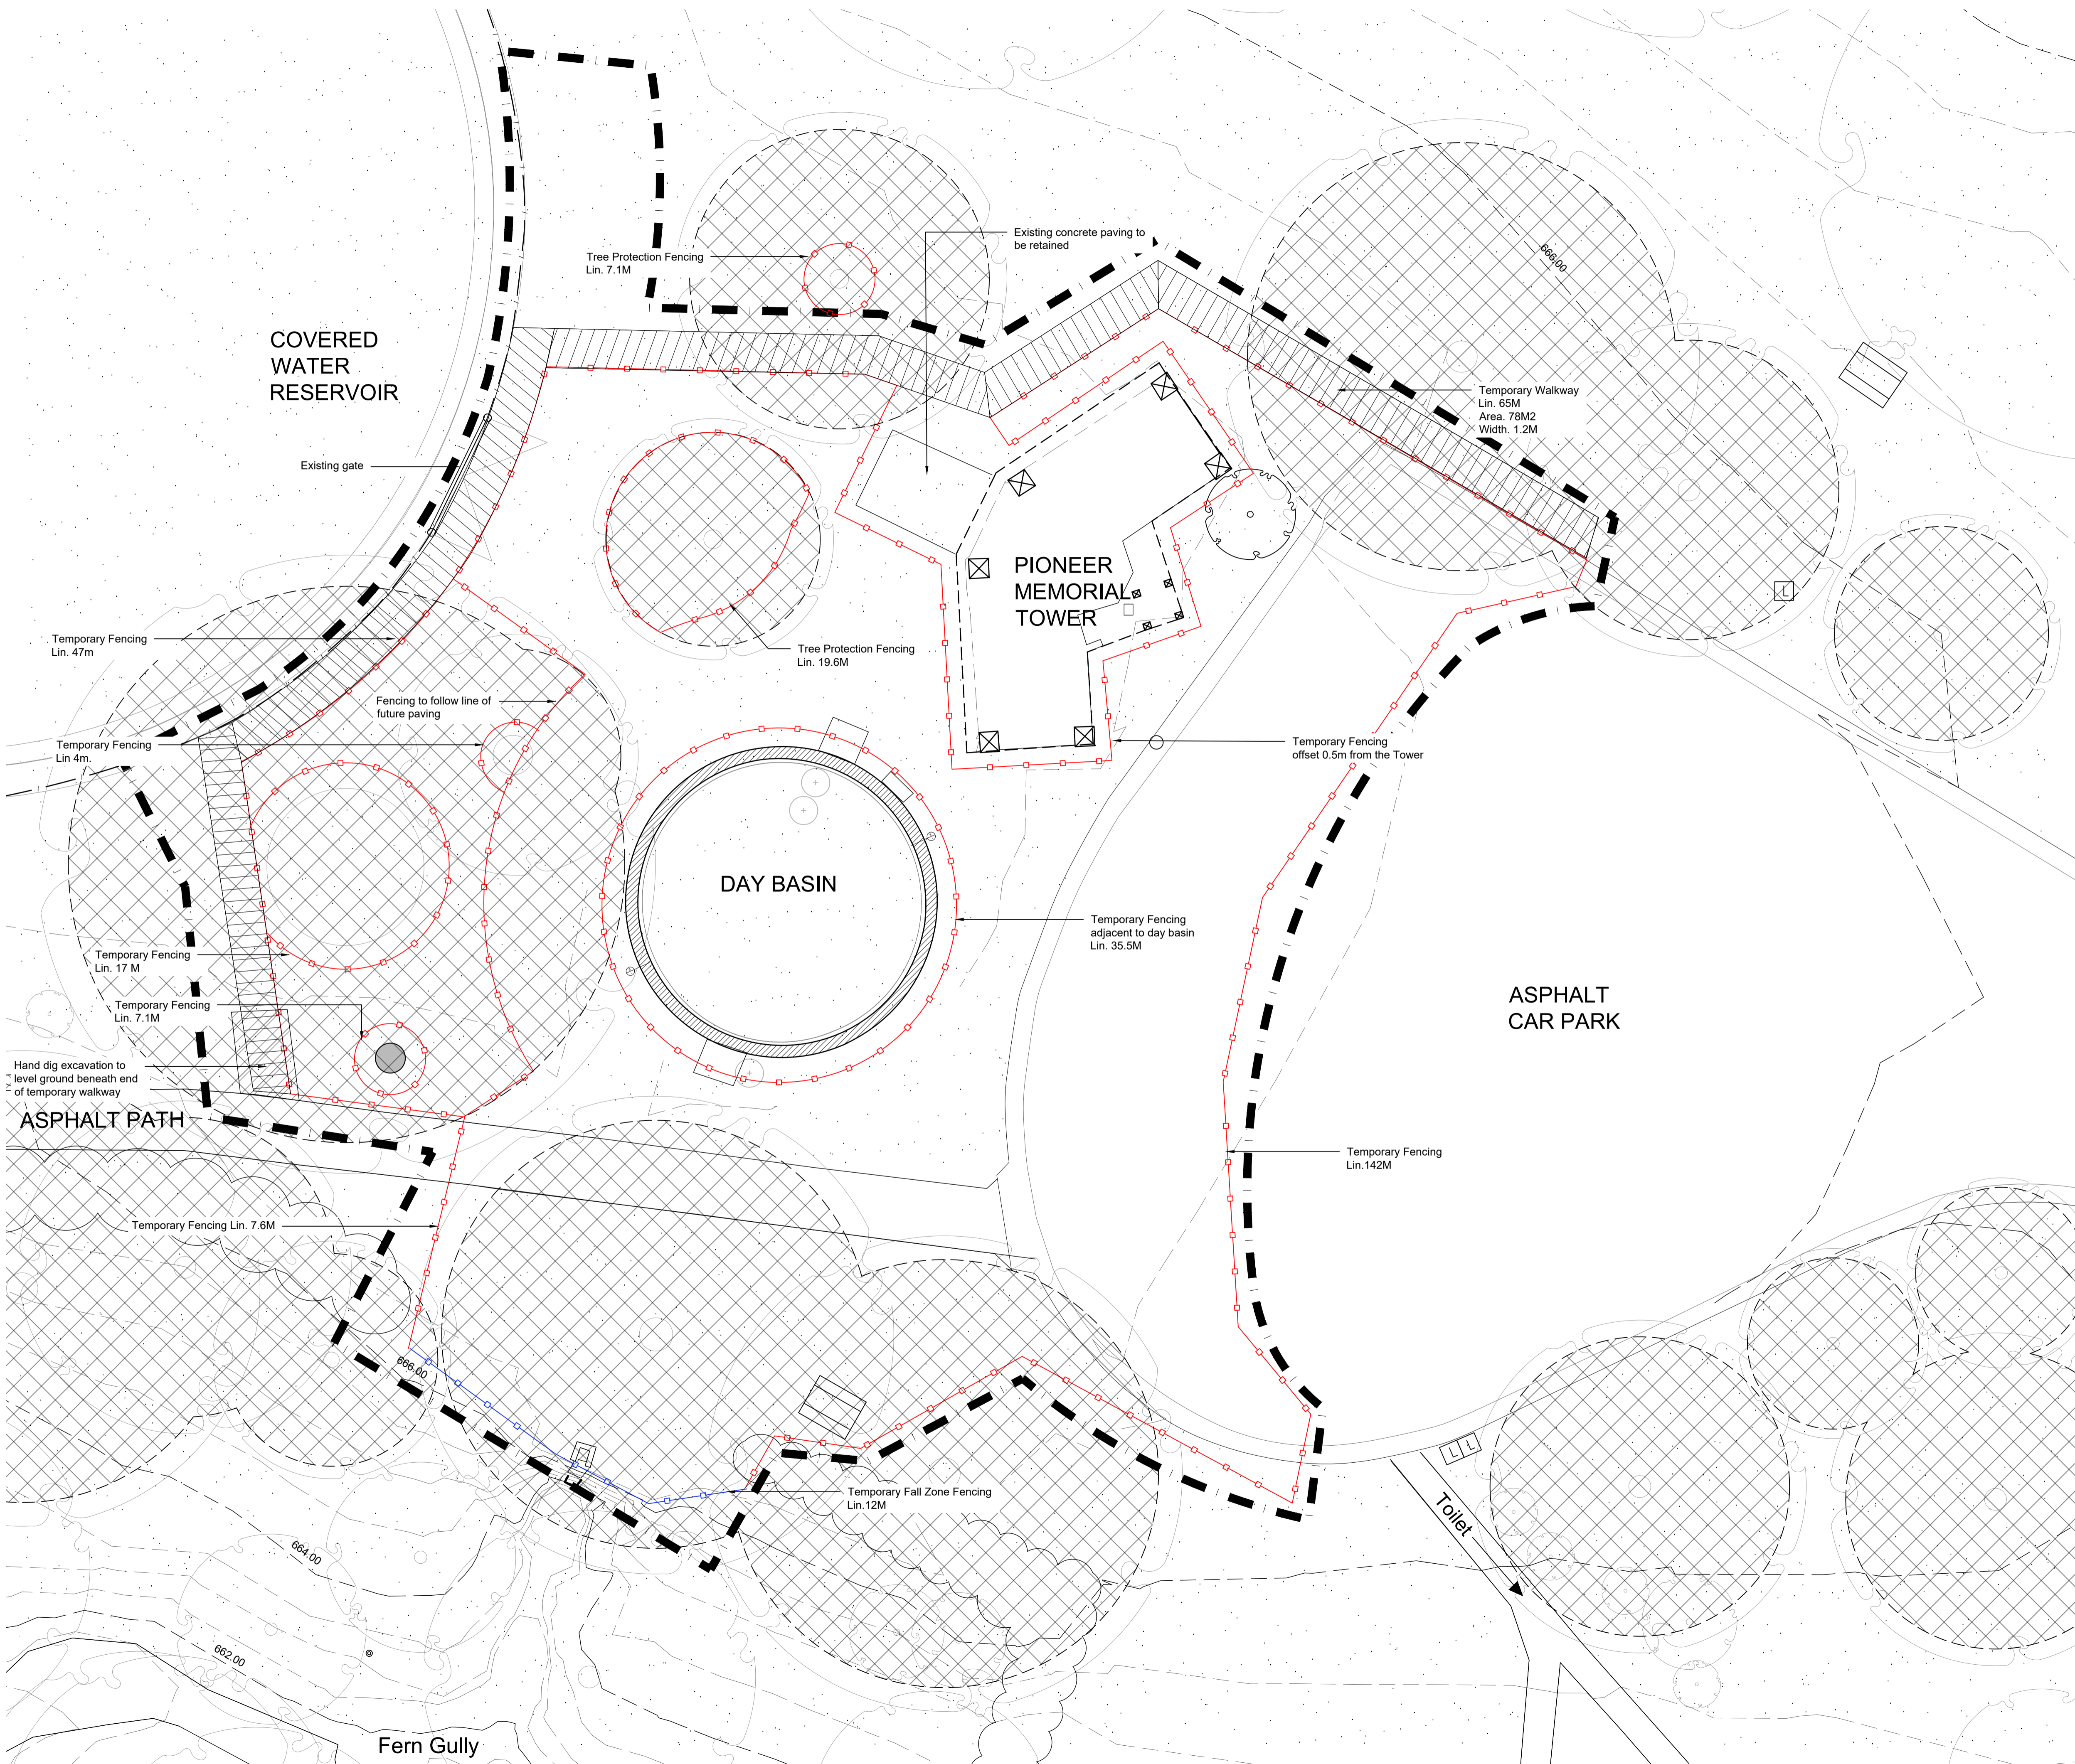 666.00
Existing concrete paving to
be retained
Tree Protection Fencing
Lin. 7.1M
COVERED
WATER
RESERVOIR
Temporary Walkway
Lin. 65M
Area. 78M2
Width. 1.2M
Existing gate
PIONEER
MEMORIAL
TOWER
L
Temporary Fencing
Lin. 47m
Tree Protection Fencing
Lin. 19.6M
Fencing to follow line of
future paving
Temporary Fencing
Lin 4m.
Temporary Fencing
offset 0.5m from the Tower
DAY BASIN
Temporary Fencing
adjacent to day basin
Lin. 35.5M
Temporary Fencing
Lin. 17 M
ASPHALT
CAR PARK
Temporary Fencing
Lin. 7.1M
Hand dig excavation to
level ground beneath end
of temporary walkway
ASPHALT PATH
Temporary Fencing
Lin.142M
Temporary Fencing Lin. 7.6M
666.00
L L
Temporary Fall Zone Fencing
Lin.12M
Toilet
664.00
662.00
Fern Gully